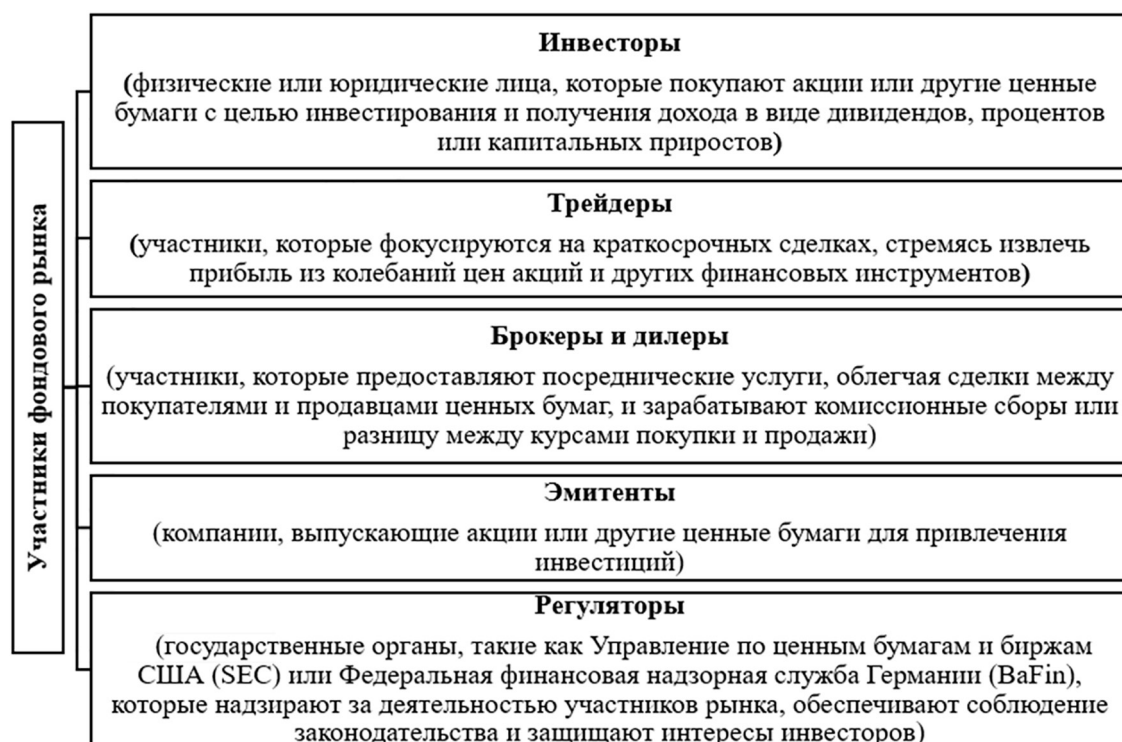 Участники фондового рынка
Инвесторы
(физические или юридические лица, которые покупают акции или другие ценные
бумаги с целью инвестирования и получения дохода в виде дивидендов, процентов
или капитальных приростов)
Трейдеры
(участники, которые фокусируются на краткосрочных сделках, стремясь извлечь
прибыль из колебаний цен акций и других финансовых инструментов)
Брокеры и дилеры
(участники, которые предоставляют посреднические услуги, облегчая сделки между
покупателями и продавцами ценных бумаг, и зарабатывают комиссионные сборы или
разницу между курсами покупки и продажи)
Эмитенты
(компании, выпускающие акции или другие ценные бумаги для привлечения
инвестиций)
Регуляторы
(государственные органы, такие как Управление по ценным бумагам и биржам
США (SEC) или Федеральная финансовая надзорная служба Германии (BaFin),
которые надзирают за деятельностью участников рынка, обеспечивают соблюдение
законодательства и защищают интересы инвесторов)